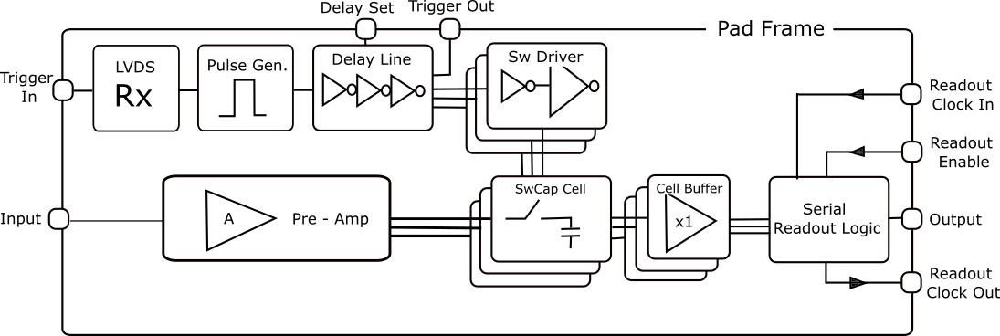 Delay Set
Trigger Out
Pad Frame
Trigger
In
LVDS
Rx
Pulse Gen.
Delay Line
Sw Driver
Readout
Clock In
Readout
Enable
Input
A
Pre - Amp
SwCap Cell
Cell Buffer
x1
Serial
Readout Logic
Output
Readout
Clock Out